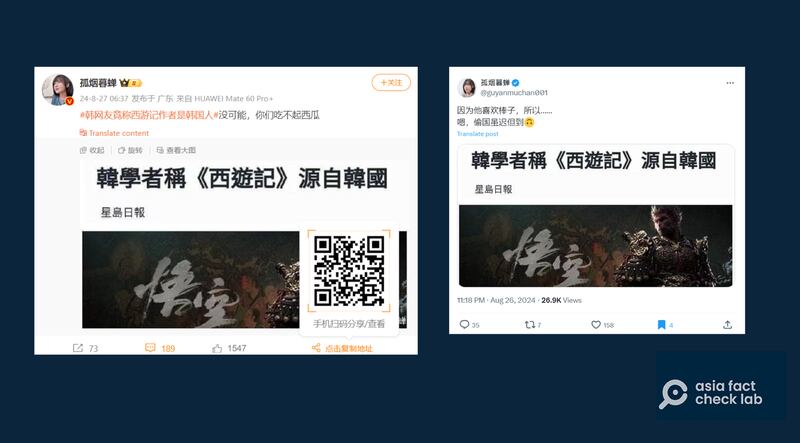 孤烟暮蝉
24-8-27 06:37 发布于 广东 来自 HUAWEI Mate 60 Pro+
+关注
#韩网友竟称西游记作者是韩国人#没可能，你们吃不起西瓜
Translate content
收起 旋转 查看大图
韓學者稱《西遊記》源自韓國
星島日報
悟空
手机扫码分享/查看
73
189
1547
点击复制地址
孤烟暮蝉
@guyanmuchan001
因为他喜欢棒子，所以......
嗯，偷国虽迟但到🙃
Translate post
韓學者稱《西遊記》源自韓國
星島日報
悟空
11:18 PM · Aug 26, 2024 · 26.9K Views
35
7
158
4
asia fact
check lab